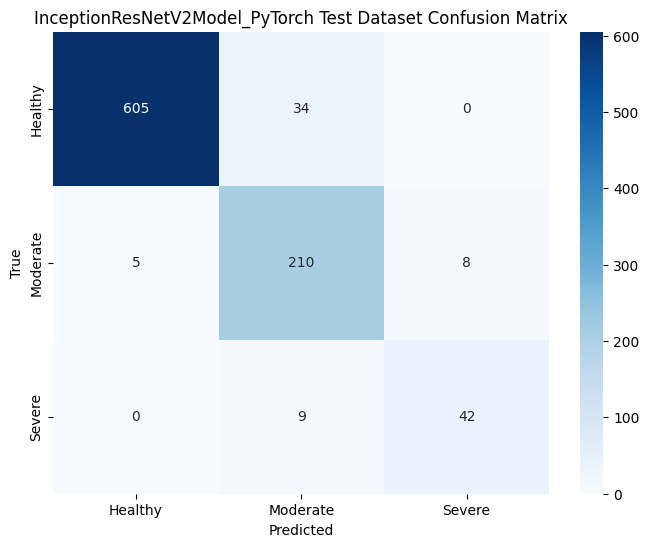 InceptionResNetV2Model_PyTorch Test Dataset Confusion Matrix
True
Healthy
605 34 0
Moderate
5 210 8
Severe
0 9 42
Healthy Moderate Severe
Predicted
600
500
400
300
200
100
0